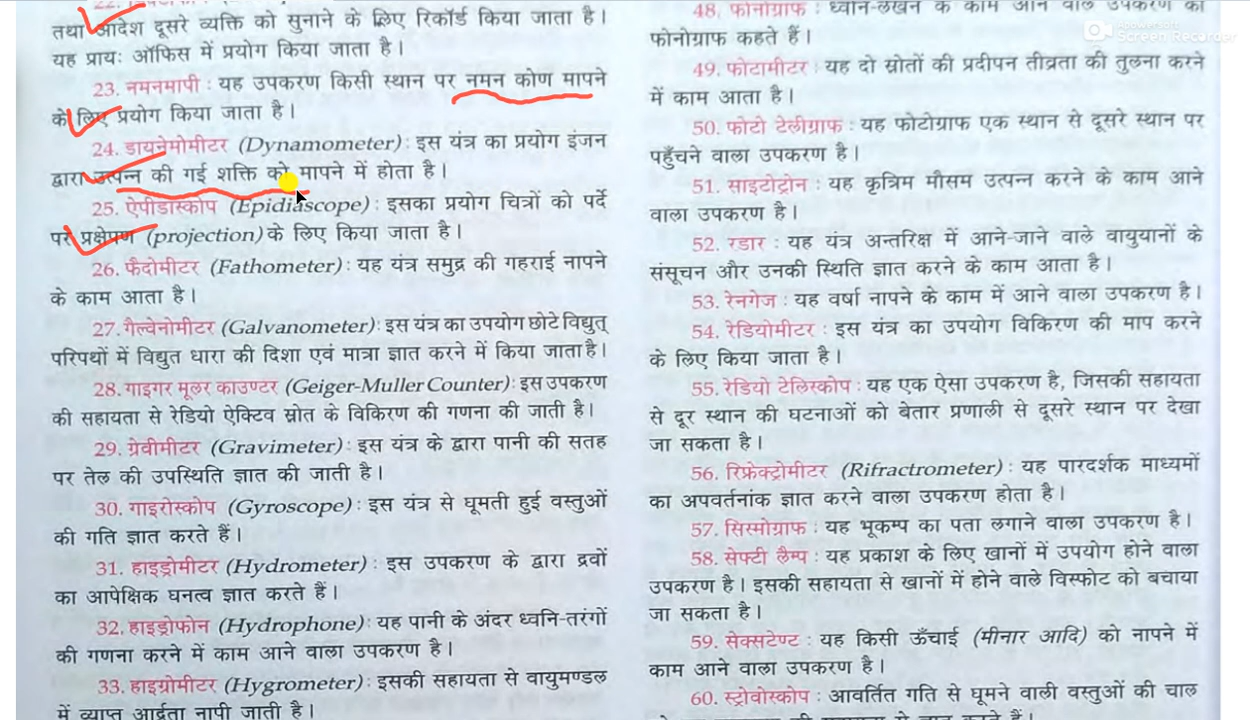 तथा आदेश दूसरे व्यक्ति को सुनाने के लिए रिकॉर्ड किया जाता है।
यह प्रायः ऑफिस में प्रयोग किया जाता है।
23. नमनमापी : यह उपकरण किसी स्थान पर नमन कोण मापने
के लिए प्रयोग किया जाता है।
24. डायनेमोमीटर (Dynamometer): इस यंत्र का प्रयोग इंजन
द्वारा उत्पन्न की गई शक्ति को मापने में होता है।
25. ऐपीडास्कोप (Epidiascope) : इसका प्रयोग चित्रों को पर्दे
पर प्रक्षेपण (projection) के लिए किया जाता है।
26. फैदोमीटर (Fathometer) : यह यंत्र समुद्र की गहराई नापने
के काम आता है।
27. गैल्वेनोमीटर (Galvanometer) : इस यंत्र का उपयोग छोटे विद्युत्
परिपथों में विद्युत धारा की दिशा एवं मात्रा ज्ञात करने में किया जाता है।
28. गाइगर मूलर काउण्टर (Geiger-Muller Counter) : इस उपकरण
की सहायता से रेडियो ऐक्टिव स्रोत के विकिरण की गणना की जाती है।
29. ग्रेवीमीटर (Gravimeter) : इस यंत्र के द्वारा पानी की सतह
पर तेल की उपस्थिति ज्ञात की जाती है।
30. गाइरोस्कोप (Gyroscope) : इस यंत्र से घूमती हुई वस्तुओं
की गति ज्ञात करते हैं।
31. हाइड्रोमीटर (Hydrometer) : इस उपकरण के द्वारा द्रवों
का आपेक्षिक घनत्व ज्ञात करते हैं।
32. हाइड्रोफोन (Hydrophone) : यह पानी के अंदर ध्वनि-तरंगों
की गणना करने में काम आने वाला उपकरण है।
33. हाइग्रोमीटर (Hygrometer) : इसकी सहायता से वायुमण्डल
में व्याप्त आर्द्रता नापी जाती है।
48. फोनोग्राफ : ध्वनि-लेखन के काम आने वाले उपकरण को
फोनोग्राफ कहते हैं।
49. फोटामीटर : यह दो स्रोतों की प्रदीपन तीव्रता की तुलना करने
में काम आता है।
50. फोटो टेलीग्राफ : यह फोटोग्राफ एक स्थान से दूसरे स्थान पर
पहुँचने वाला उपकरण है।
51. साइटोट्रोन : यह कृत्रिम मौसम उत्पन्न करने के काम आने
वाला उपकरण है।
52. रडार : यह यंत्र अन्तरिक्ष में आने-जाने वाले वायुयानों के
संसूचन और उनकी स्थिति ज्ञात करने के काम आता है।
53. रेनगेज : यह वर्षा नापने के काम में आने वाला उपकरण है।
54. रेडियोमीटर : इस यंत्र का उपयोग विकिरण की माप करने
के लिए किया जाता है।
55. रेडियो टेलिस्कोप : यह एक ऐसा उपकरण है, जिसकी सहायता
से दूर स्थान की घटनाओं को बेतार प्रणाली से दूसरे स्थान पर देखा
जा सकता है।
56. रिफ्रेक्ट्रोमीटर (Rifractrometer) : यह पारदर्शक माध्यमों
का अपवर्तनांक ज्ञात करने वाला उपकरण होता है।
57. सिस्मोग्राफ : यह भूकम्प का पता लगाने वाला उपकरण है।
58. सेफ्टी लैम्प : यह प्रकाश के लिए खानों में उपयोग होने वाला
उपकरण है। इसकी सहायता से खानों में होने वाले विस्फोट को बचाया
जा सकता है।
59. सेक्सटेण्ट : यह किसी ऊँचाई (मीनार आदि) को नापने में
काम आने वाला उपकरण है।
60. स्ट्रोवोस्कोप : आवर्तित गति से घूमने वाली वस्तुओं की चाल
Screen Recorder